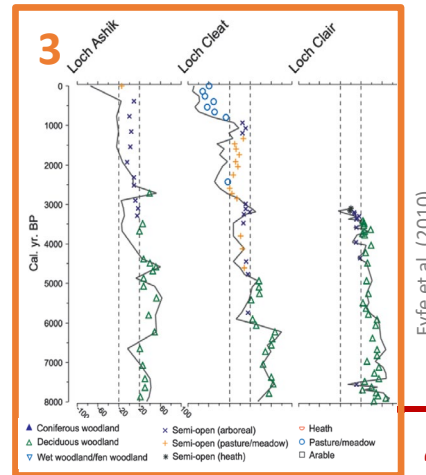 3
Loch Ashik
Loch Cleat
Loch Clair
Cal. yr. BP
0
1000
2000
3000
4000
5000
6000
7000
8000
-100 -60 -20 20 60 100
Coniferous woodland
Deciduous woodland
Wet woodland/fen woodland
Semi-open (arboreal)
Semi-open (pasture/meadow)
Semi-open (heath)
Heath
Pasture/meadow
Arable
Fyfe et al. (2010)